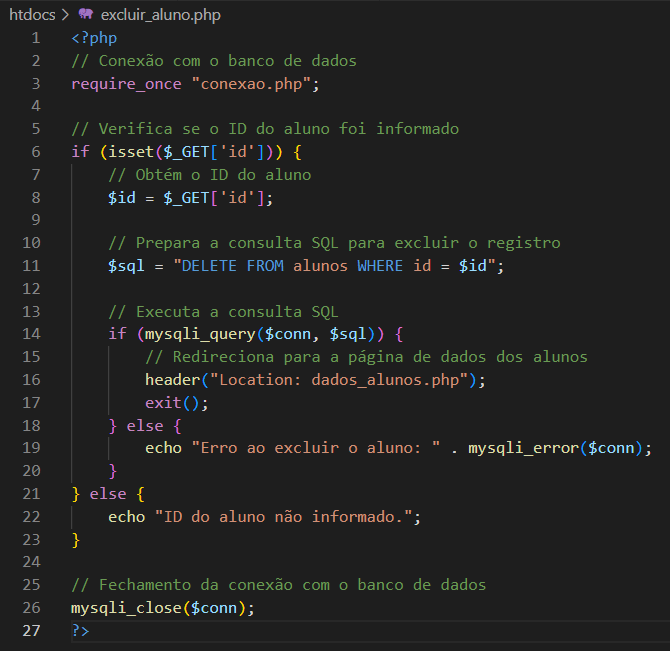 htdocs > excluir_aluno.php
1 <?php
2 // Conexão com o banco de dados
3 require_once "conexao.php";
4
5 // Verifica se o ID do aluno foi informado
6 if (isset($_GET['id'])) {
7 // Obtém o ID do aluno
8 $id = $_GET['id'];
9
10 // Prepara a consulta SQL para excluir o registro
11 $sql = "DELETE FROM alunos WHERE id = $id";
12
13 // Executa a consulta SQL
14 if (mysqli_query($conn, $sql)) {
15 // Redireciona para a página de dados dos alunos
16 header("Location: dados_alunos.php");
17 exit();
18 } else {
19 echo "Erro ao excluir o aluno: " . mysqli_error($conn);
20 }
21 } else {
22 echo "ID do aluno não informado.";
23 }
24
25 // Fechamento da conexão com o banco de dados
26 mysqli_close($conn);
27 ?>